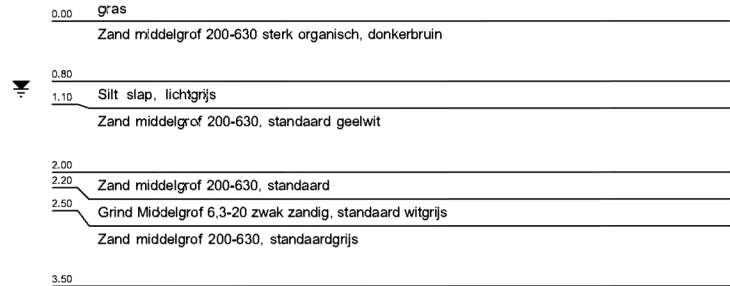 0.00 gras
Zand middelgrof 200-630 sterk organisch, donkerbruin
0.80
1.10 Silt slap, lichtgrijs
Zand middelgrof 200-630, standaard geelwit
2.00
2.20 Zand middelgrof 200-630, standaard
2.50 Grind Middelgrof 6,3-20 zwak zandig, standaard witgrijs
Zand middelgrof 200-630, standaardgrijs
3.50